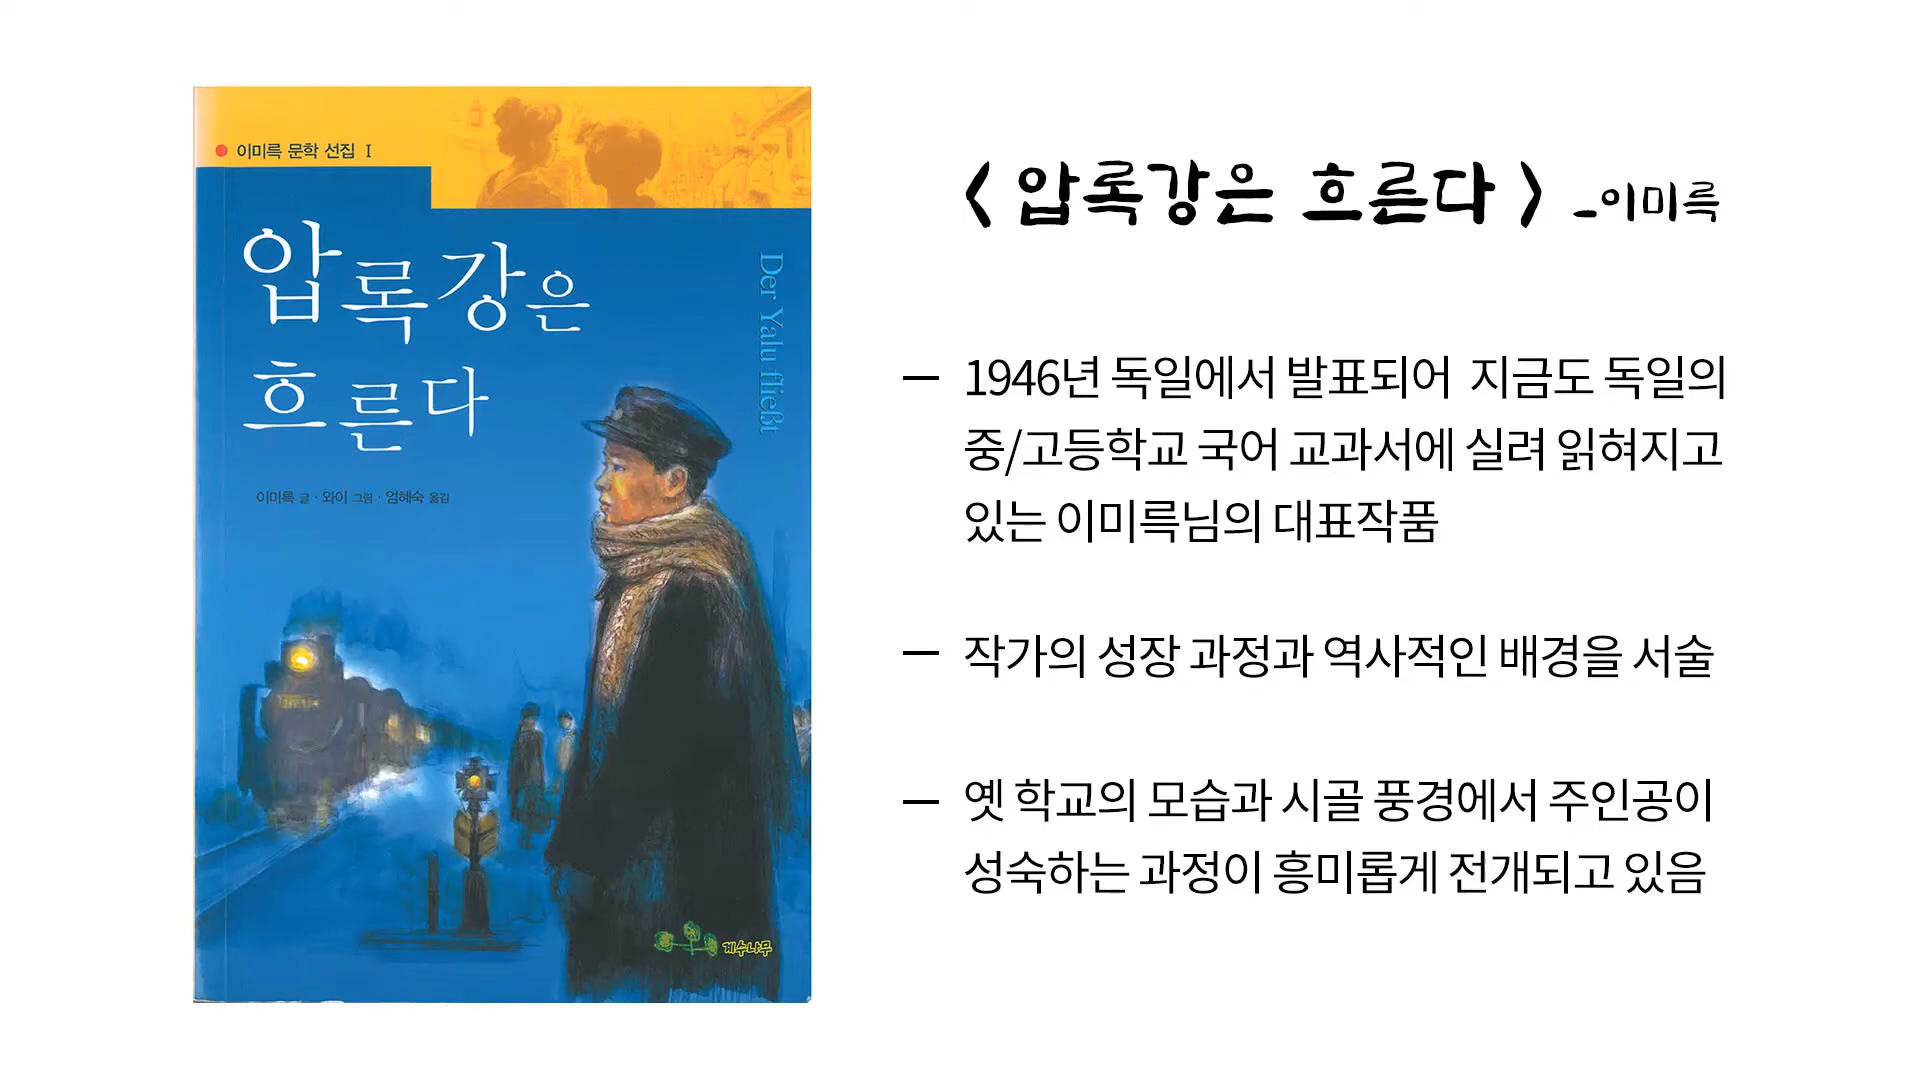 이미륵 문학 선집 I
압록강은
흐른다
Der Yalu fließt
이미륵 글 · 와이 그림 · 엄혜숙 옮김
계수나무
< 압록강은 흐른다 > -이미륵
- 1946년 독일에서 발표되어 지금도 독일의
중/고등학교 국어 교과서에 실려 읽혀지고
있는 이미륵님의 대표작품
- 작가의 성장 과정과 역사적인 배경을 서술
- 옛 학교의 모습과 시골 풍경에서 주인공이
성숙하는 과정이 흥미롭게 전개되고 있음